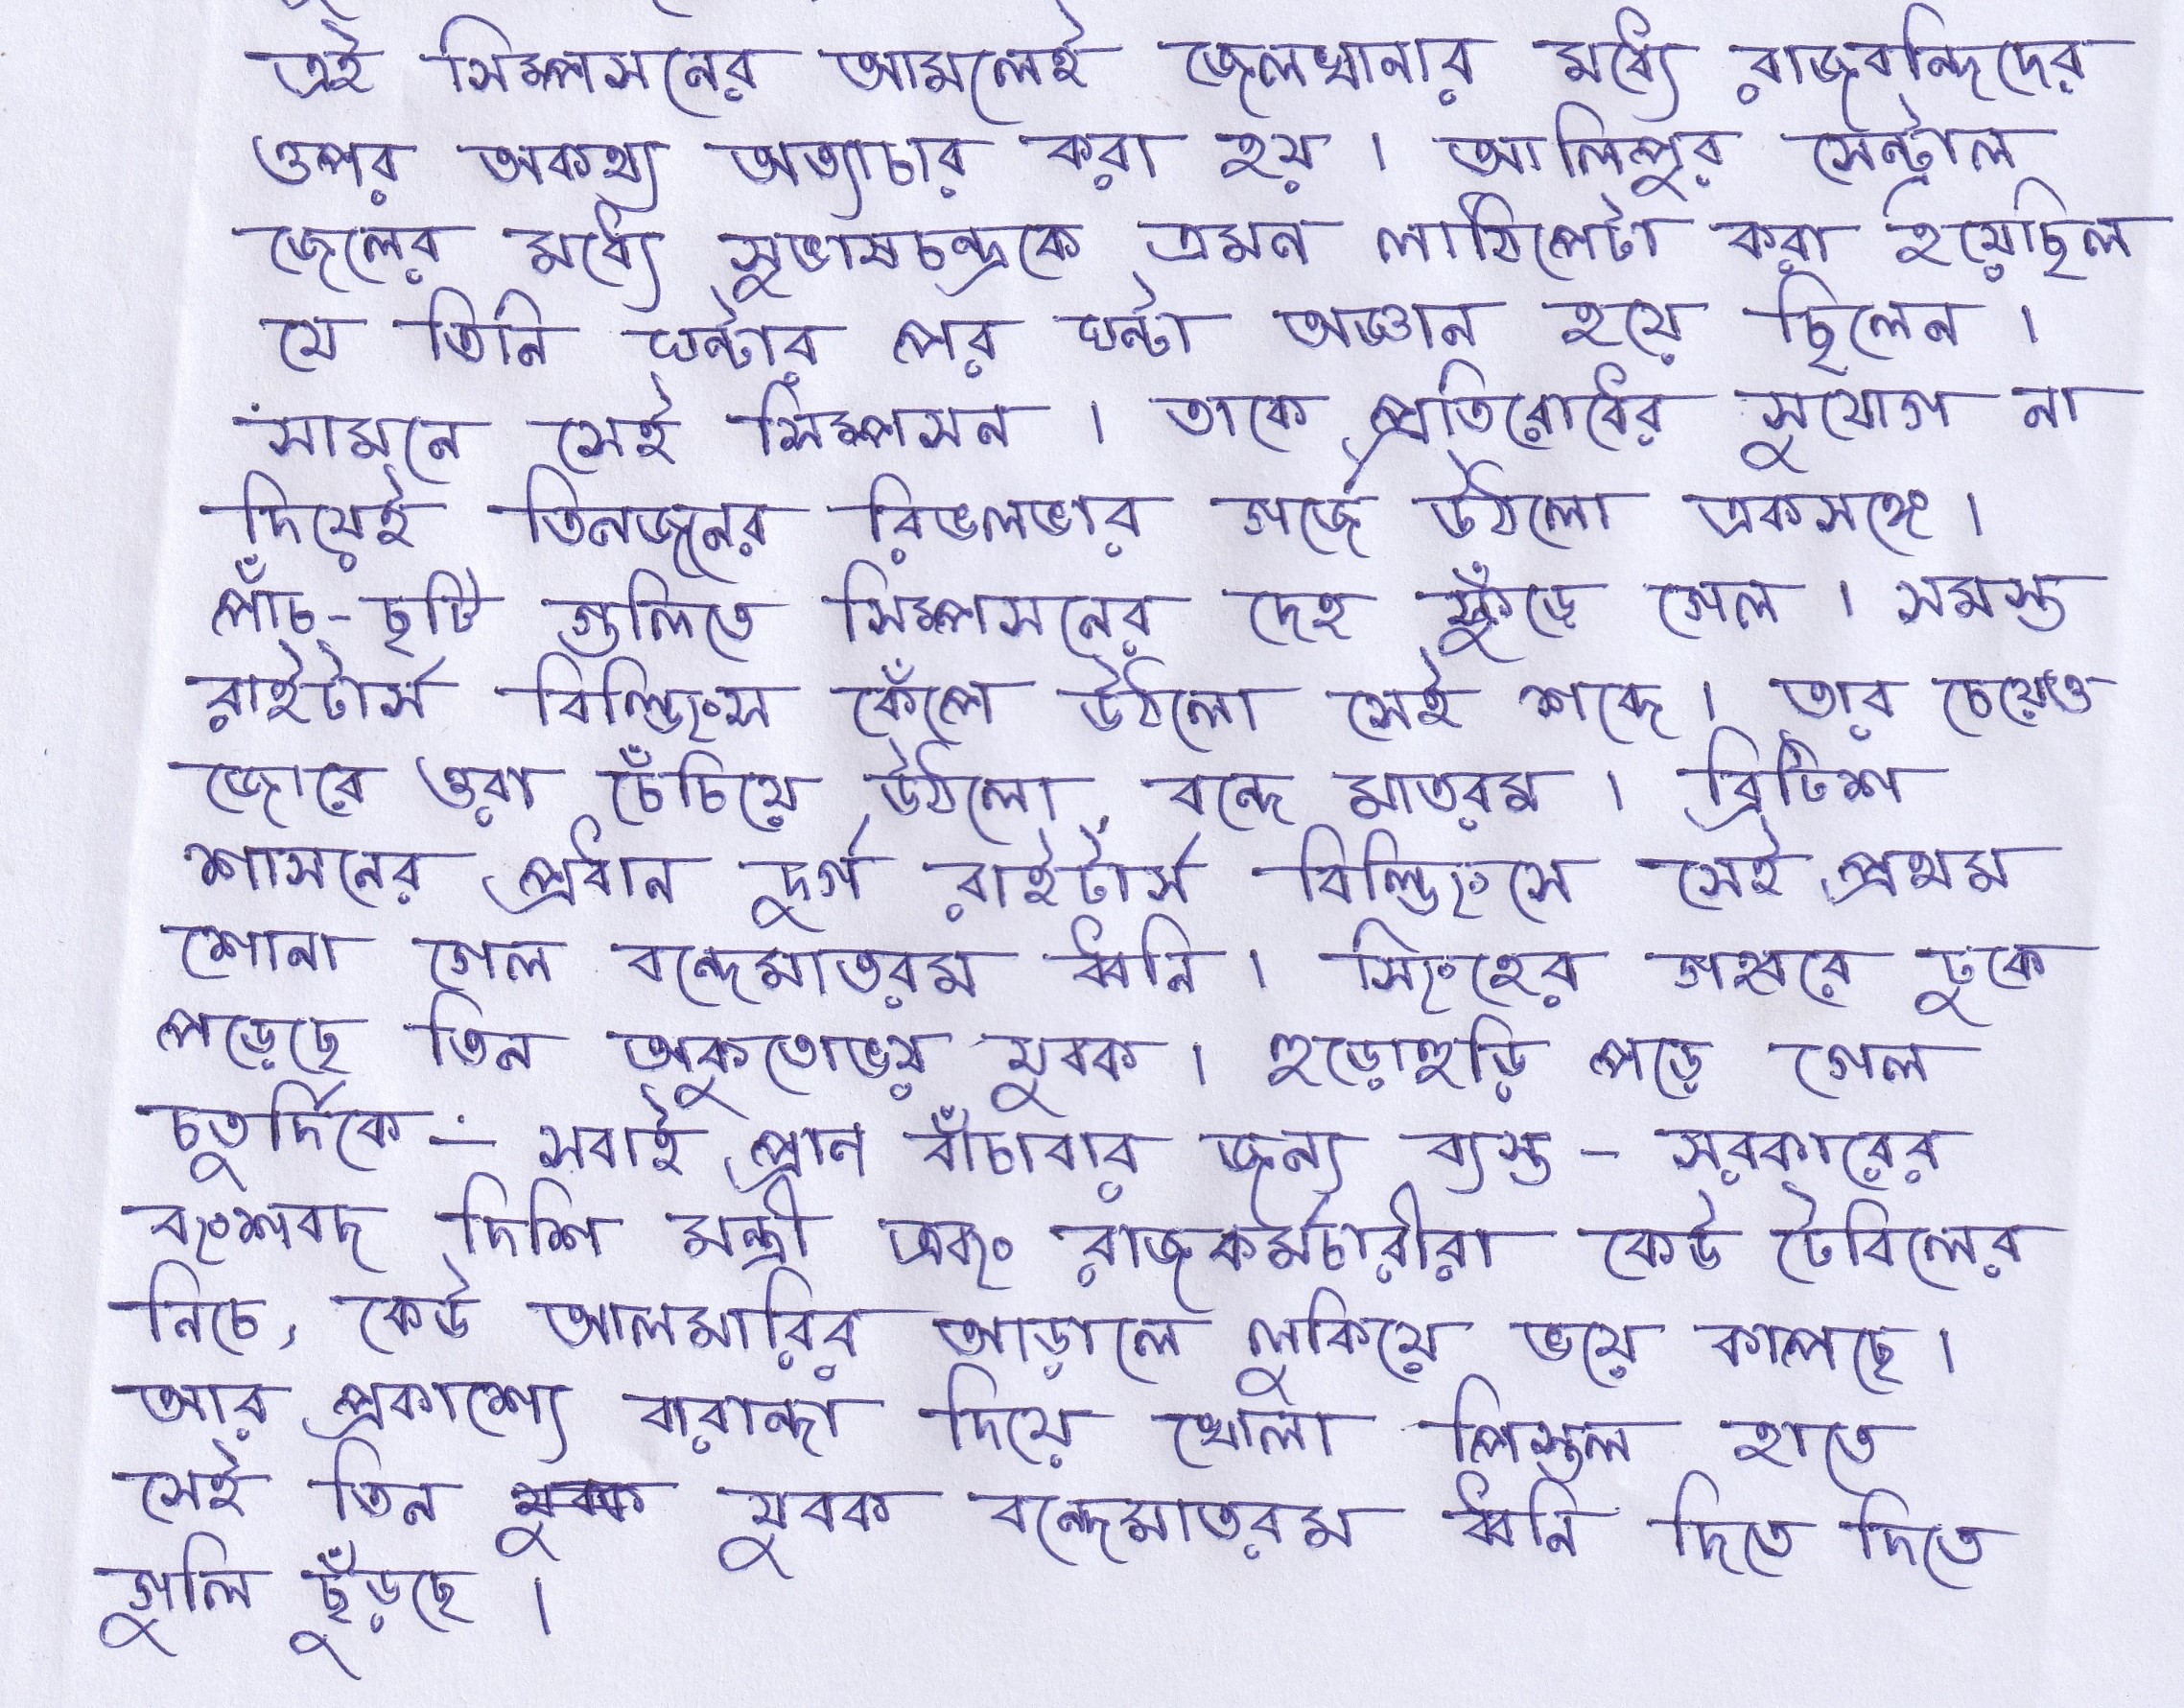 এই সিম্পসনের আমলেই জেলখানার মধ্যে রাজবন্দিদের
ওপর অকথ্য অত্যাচার করা হয়। আলিপুর সেন্ট্রাল
জেলের মধ্যে সুভাষচন্দ্রকে এমন লাঠিপেটা করা হয়েছিল
যে তিনি ঘন্টার পর ঘন্টা অজ্ঞান হয়ে ছিলেন।
সামনে সেই সিম্পসন। তাকে প্রতিরোধের সুযোগ না
দিয়েই তিনজনের রিভলভার গর্জে উঠলো একসঙ্গে।
পাঁচ-ছটি গুলিতে সিম্পসনের দেহ ফুঁড়ে গেল। সমস্ত
রাইটার্স বিল্ডিংস কেঁপে উঠলো সেই শব্দে। তার চেয়েও
জোরে ওরা চেঁচিয়ে উঠলো, বন্দে মাতরম। ব্রিটিশ
শাসনের প্রধান দুর্গ রাইটার্স বিল্ডিংসে সেই প্রথম
শোনা গেল বন্দেমাতরম ধ্বনি। সিংহের গহ্বরে ঢুকে
পড়েছে তিন অকুতোভয় যুবক। হুড়োহুড়ি পড়ে গেল
চতুর্দিকে – সবাই প্রান বাঁচাবার জন্য ব্যস্ত – সরকারের
বংশবদ দিশি মন্ত্রী এবং রাজকর্মচারীরা কেউ টেবিলের
নিচে, কেউ আলমারির আড়ালে লুকিয়ে ভয়ে কাপছে।
আর প্রকাশ্যে বারান্দা দিয়ে খোলা পিস্তল হাতে
সেই তিন যুবক বন্দেমাতরম ধ্বনি দিতে দিতে
গুলি ছুঁড়ছে।